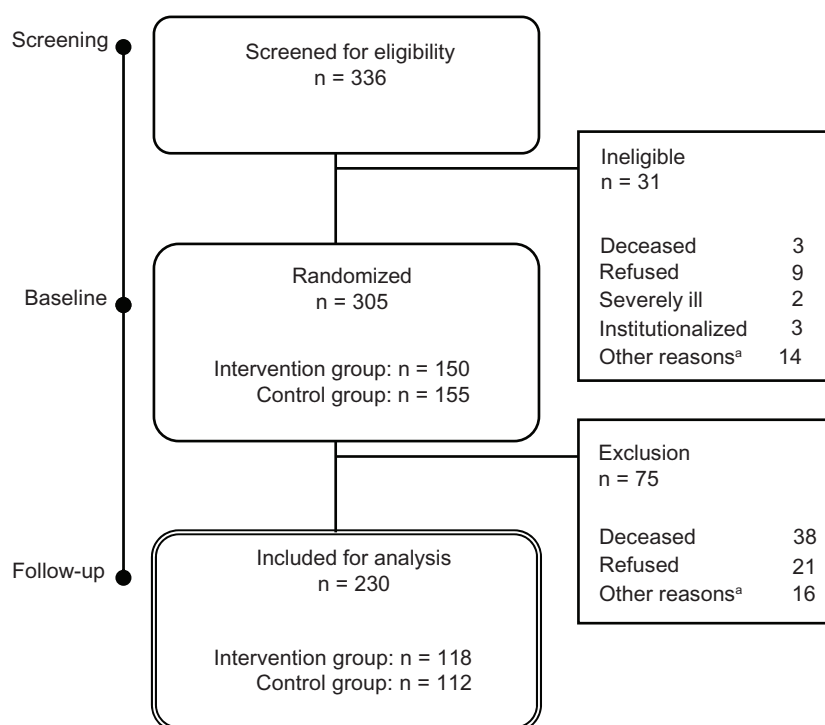 Screening
Screened for eligibility
n = 336
Ineligible
n = 31
Deceased 3
Refused 9
Severely ill 2
Institutionalized 3
Other reasonsᵃ 14
Baseline
Randomized
n = 305
Intervention group: n = 150
Control group: n = 155
Exclusion
n = 75
Deceased 38
Refused 21
Other reasonsᵃ 16
Follow-up
Included for analysis
n = 230
Intervention group: n = 118
Control group: n = 112